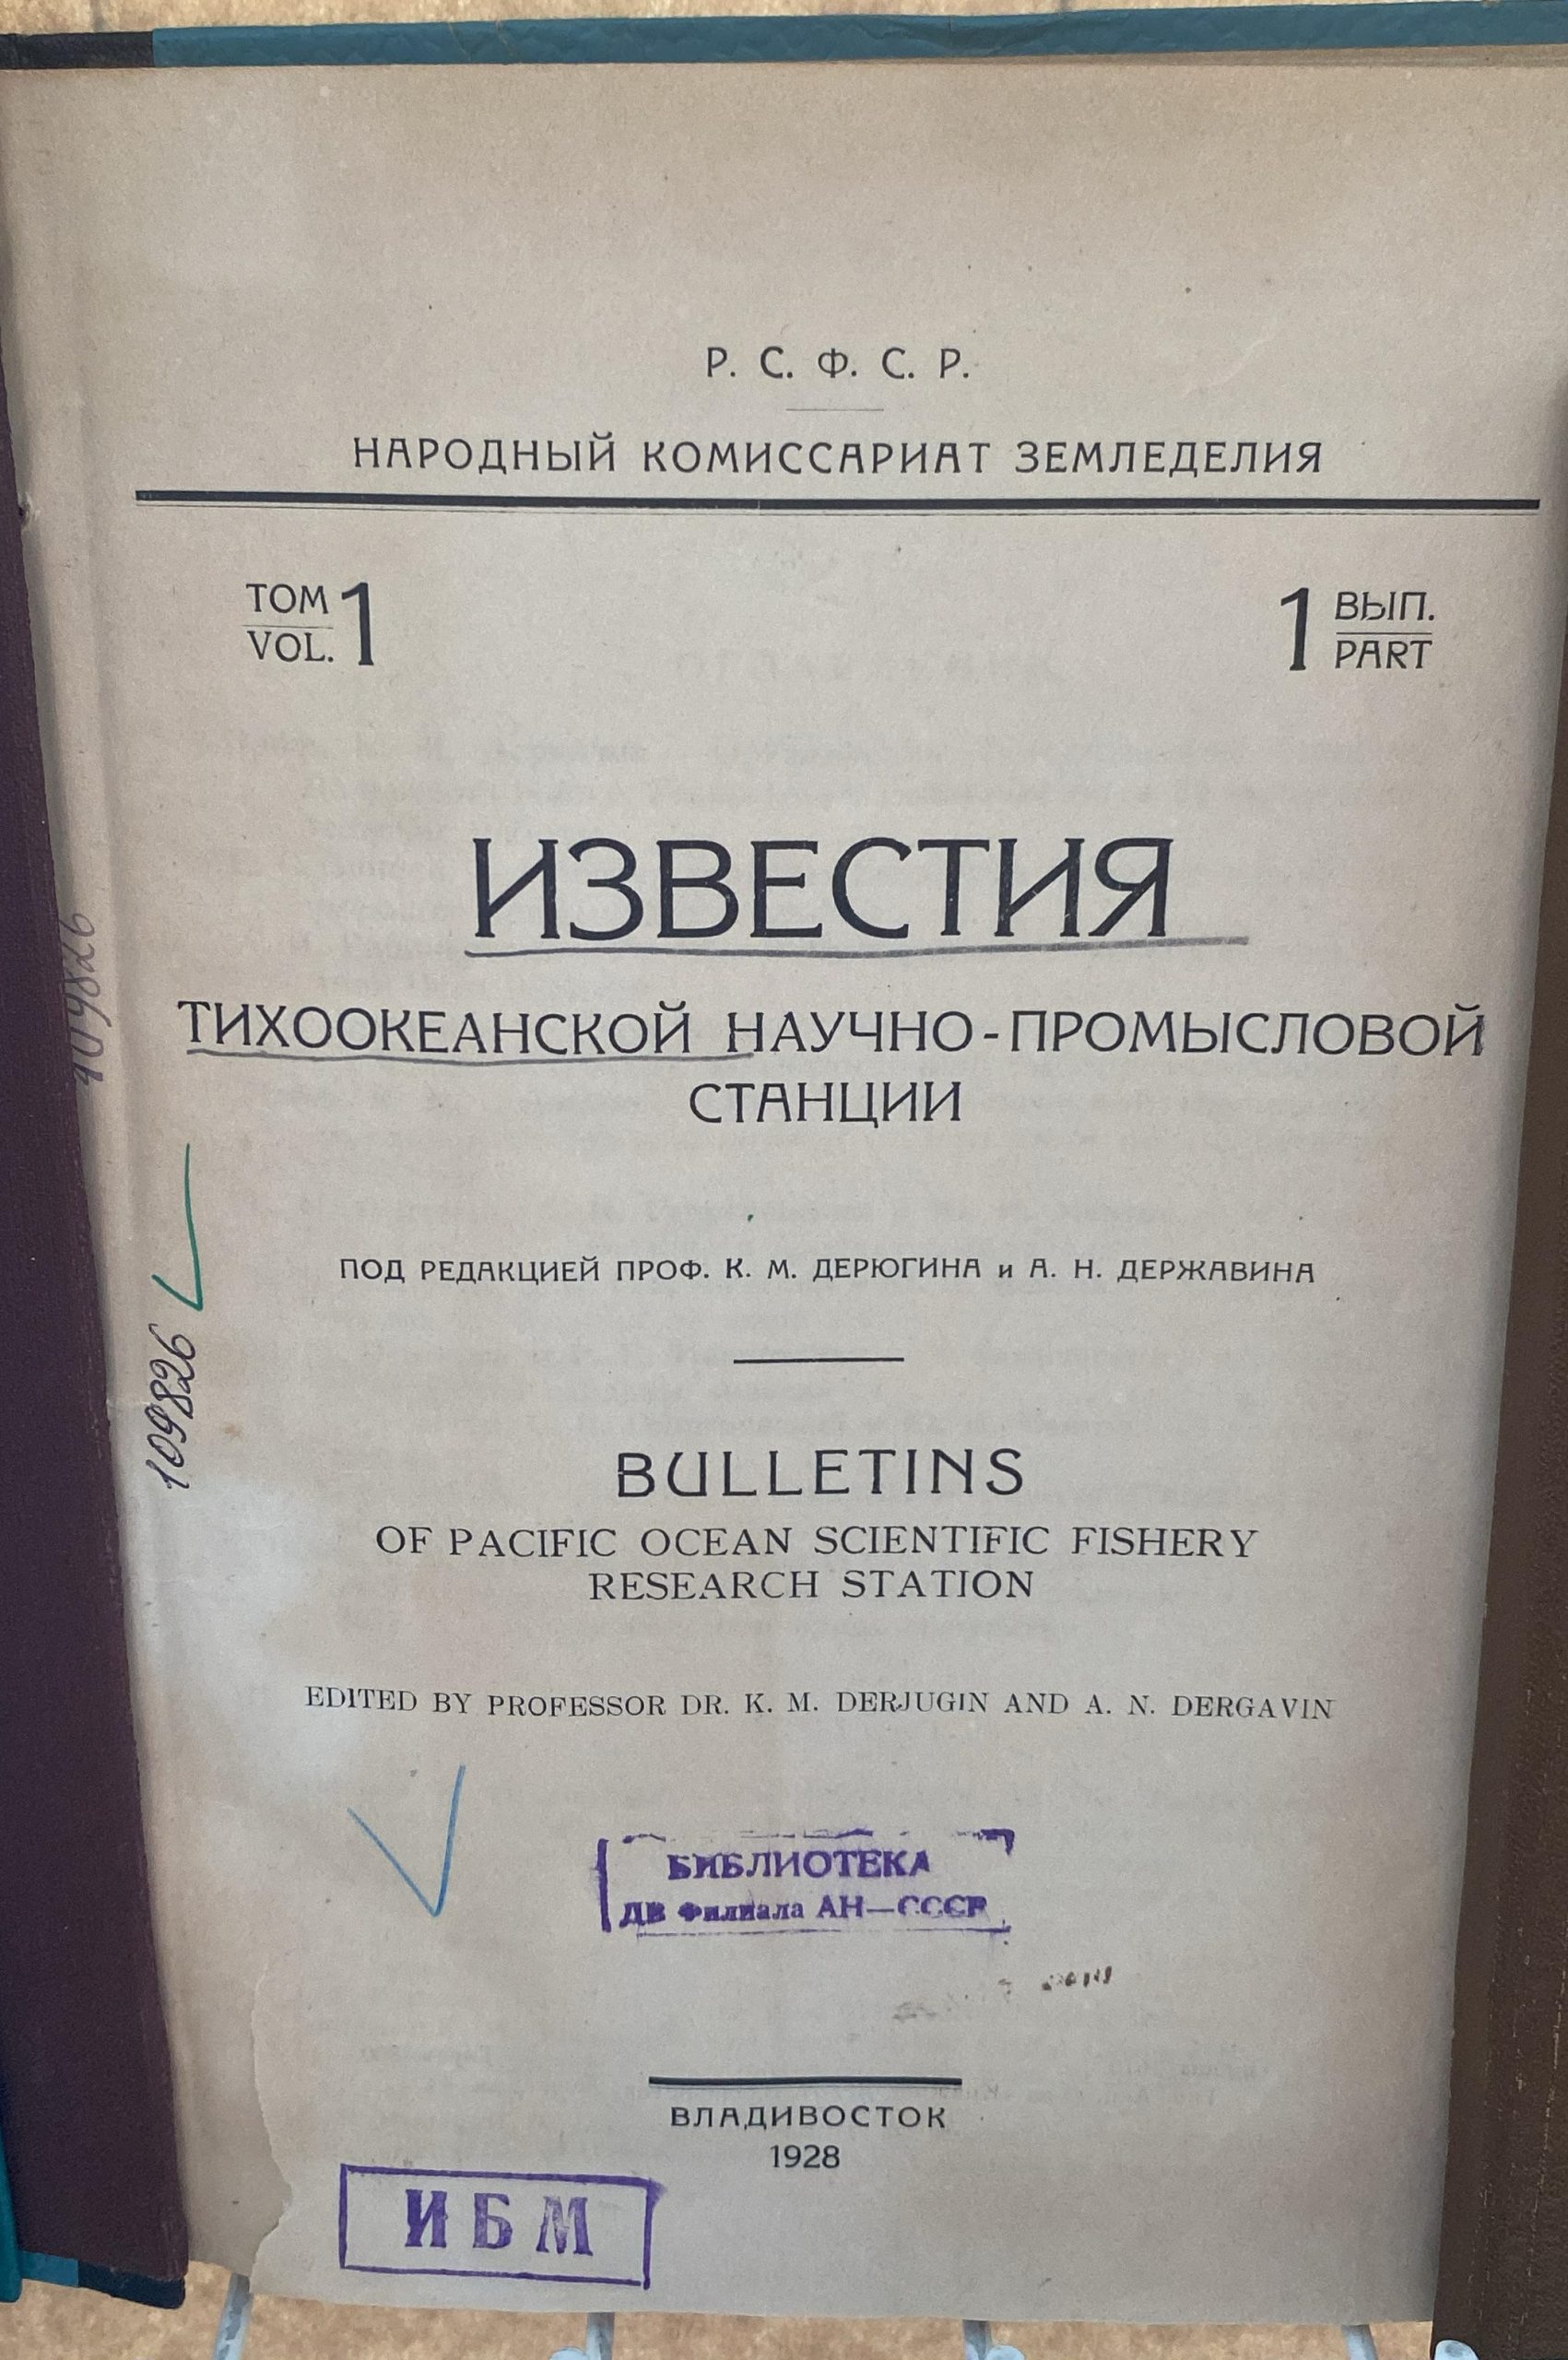 Р. С. Ф. С. Р.
НАРОДНЫЙ КОМИССАРИАТ ЗЕМЛЕДЕЛИЯ
ТОМ
VOL. 1
1 ВЫП.
PART
ИЗВЕСТИЯ
ТИХООКЕАНСКОЙ НАУЧНО-ПРОМЫСЛОВОЙ
СТАНЦИИ
ПОД РЕДАКЦИЕЙ ПРОФ. К. М. ДЕРЮГИНА и А. Н. ДЕРЖАВИНА
109826
BULLETINS
OF PACIFIC OCEAN SCIENTIFIC FISHERY
RESEARCH STATION
EDITED BY PROFESSOR DR. K. M. DERJUGIN AND A. N. DERGAVIN
БИБЛИОТЕКА
ДВ Филиала АН—СССР
ВЛАДИВОСТОК
1928
ИБМ